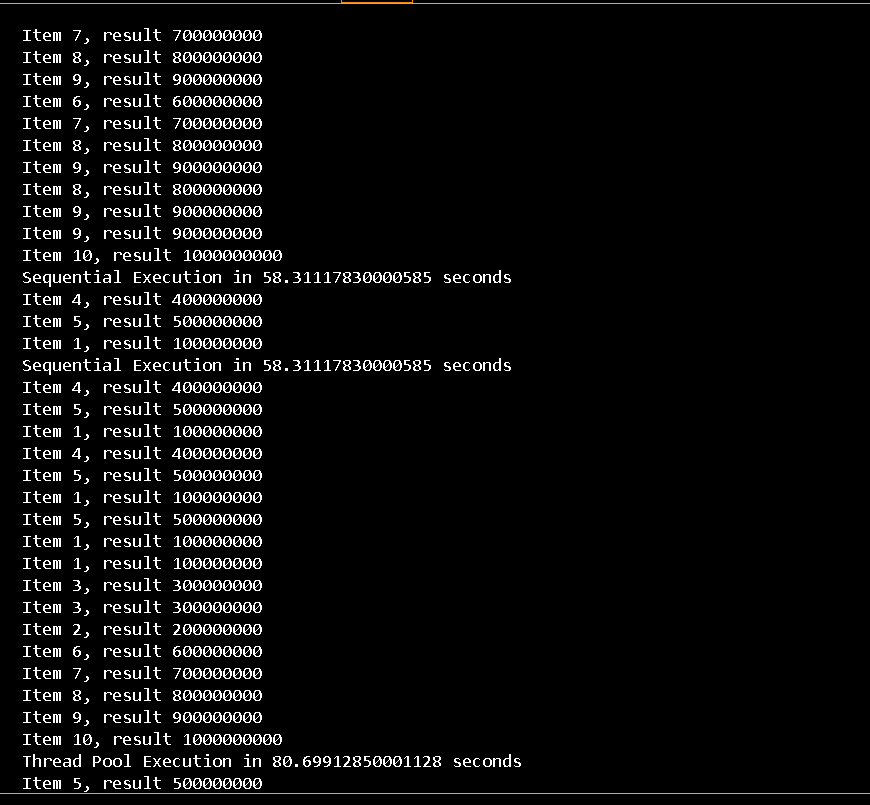 Item 7, result 700000000
Item 8, result 800000000
Item 9, result 900000000
Item 6, result 600000000
Item 7, result 700000000
Item 8, result 800000000
Item 9, result 900000000
Item 8, result 800000000
Item 9, result 900000000
Item 9, result 900000000
Item 10, result 1000000000
Sequential Execution in 58.31117830000585 seconds
Item 4, result 400000000
Item 5, result 500000000
Item 1, result 100000000
Sequential Execution in 58.31117830000585 seconds
Item 4, result 400000000
Item 5, result 500000000
Item 1, result 100000000
Item 4, result 400000000
Item 5, result 500000000
Item 1, result 100000000
Item 5, result 500000000
Item 1, result 100000000
Item 1, result 100000000
Item 3, result 300000000
Item 3, result 300000000
Item 2, result 200000000
Item 6, result 600000000
Item 7, result 700000000
Item 8, result 800000000
Item 9, result 900000000
Item 10, result 1000000000
Thread Pool Execution in 80.69912850001128 seconds
Item 5, result 500000000